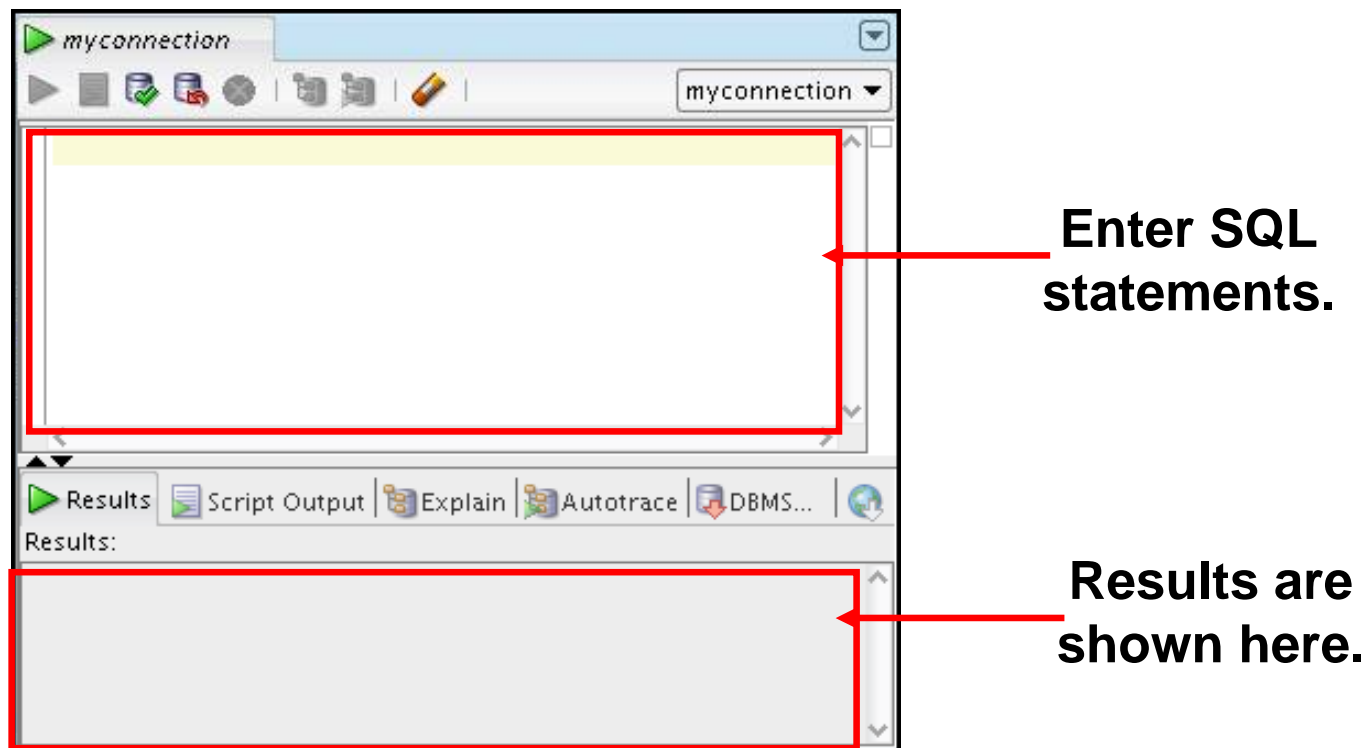 myconnection
myconnection
Enter SQL
statements.
Results Script Output Explain Autotrace DBMS...
Results:
Results are
shown here.